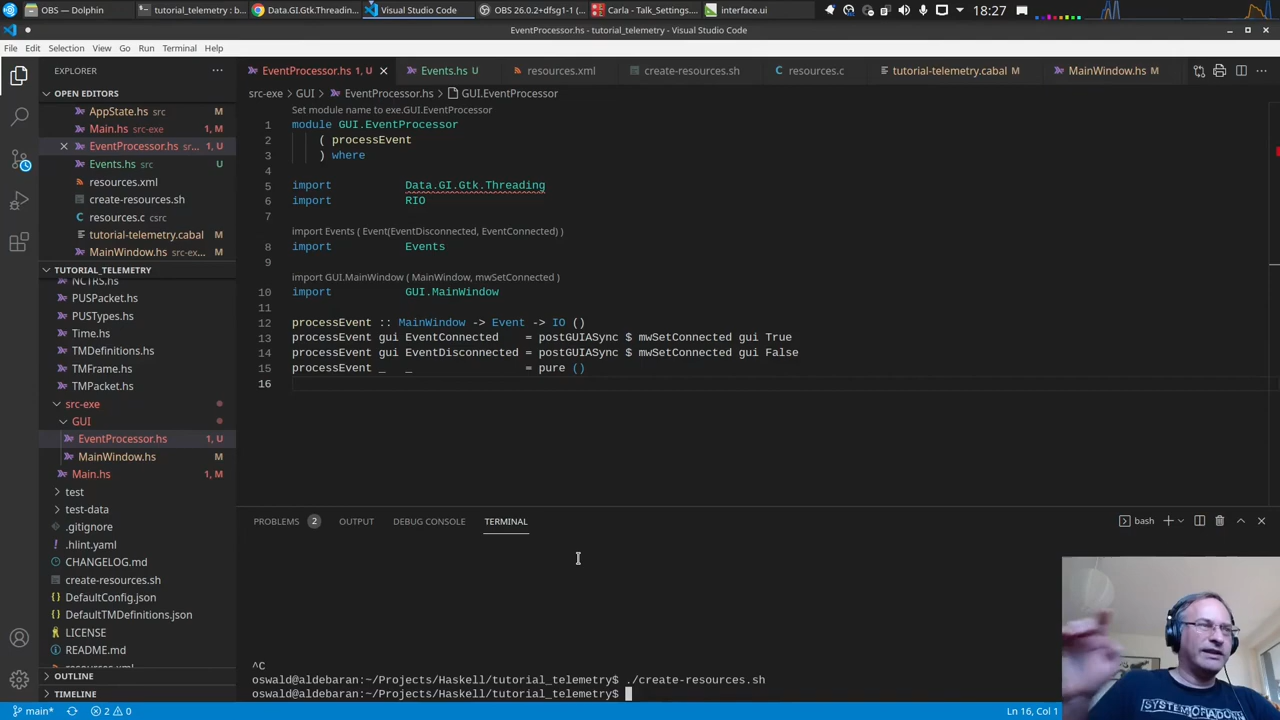 OBS — Dolphin
tutorial_telemetry : b...
Data.GI.Gtk.Threadin...
Visual Studio Code
OBS 26.0.2+dfsg1-1 (...
Carla - Talk_Settings....
interface.ui
18:27
EventProcessor.hs - tutorial_telemetry - Visual Studio Code
File Edit Selection View Go Run Terminal Help
EXPLORER
OPEN EDITORS
AppState.hs src M
Main.hs src-exe 1, M
EventProcessor.hs sr... 1, U
Events.hs src U
resources.xml
create-resources.sh
resources.c csrc
tutorial-telemetry.cabal M
MainWindow.hs src-ex... M
TUTORIAL_TELEMETRY
NCTRS.hs
PUSPacket.hs
PUSTypes.hs
Time.hs
TMDefinitions.hs
TMFrame.hs
TMPacket.hs
src-exe
GUI
EventProcessor.hs 1, U
MainWindow.hs M
Main.hs 1, M
test
test-data
.gitignore
.hlint.yaml
CHANGELOG.md
create-resources.sh
DefaultConfig.json
DefaultTMDefinitions.json
LICENSE
README.md
resources.xml
OUTLINE
TIMELINE
EventProcessor.hs 1, U
Events.hs U
resources.xml
create-resources.sh
resources.c
tutorial-telemetry.cabal M
MainWindow.hs M
src-exe > GUI > EventProcessor.hs > GUI.EventProcessor
Set module name to exe.GUI.EventProcessor
1 module GUI.EventProcessor
2 ( processEvent
3 ) where
4
5 import Data.GI.Gtk.Threading
6 import RIO
7
import Events ( Event(EventDisconnected, EventConnected) )
8 import Events
9
import GUI.MainWindow ( MainWindow, mwSetConnected )
10 import GUI.MainWindow
11
12 processEvent :: MainWindow -> Event -> IO ()
13 processEvent gui EventConnected = postGUIASync $ mwSetConnected gui True
14 processEvent gui EventDisconnected = postGUIASync $ mwSetConnected gui False
15 processEvent _ _ = pure ()
16
PROBLEMS 2 OUTPUT DEBUG CONSOLE TERMINAL
bash
^C
oswald@aldebaran:~/Projects/Haskell/tutorial_telemetry$ ./create-resources.sh
oswald@aldebaran:~/Projects/Haskell/tutorial_telemetry$
SYSTEM OF A DOWN
main* 2 0
Ln 16, Col 1